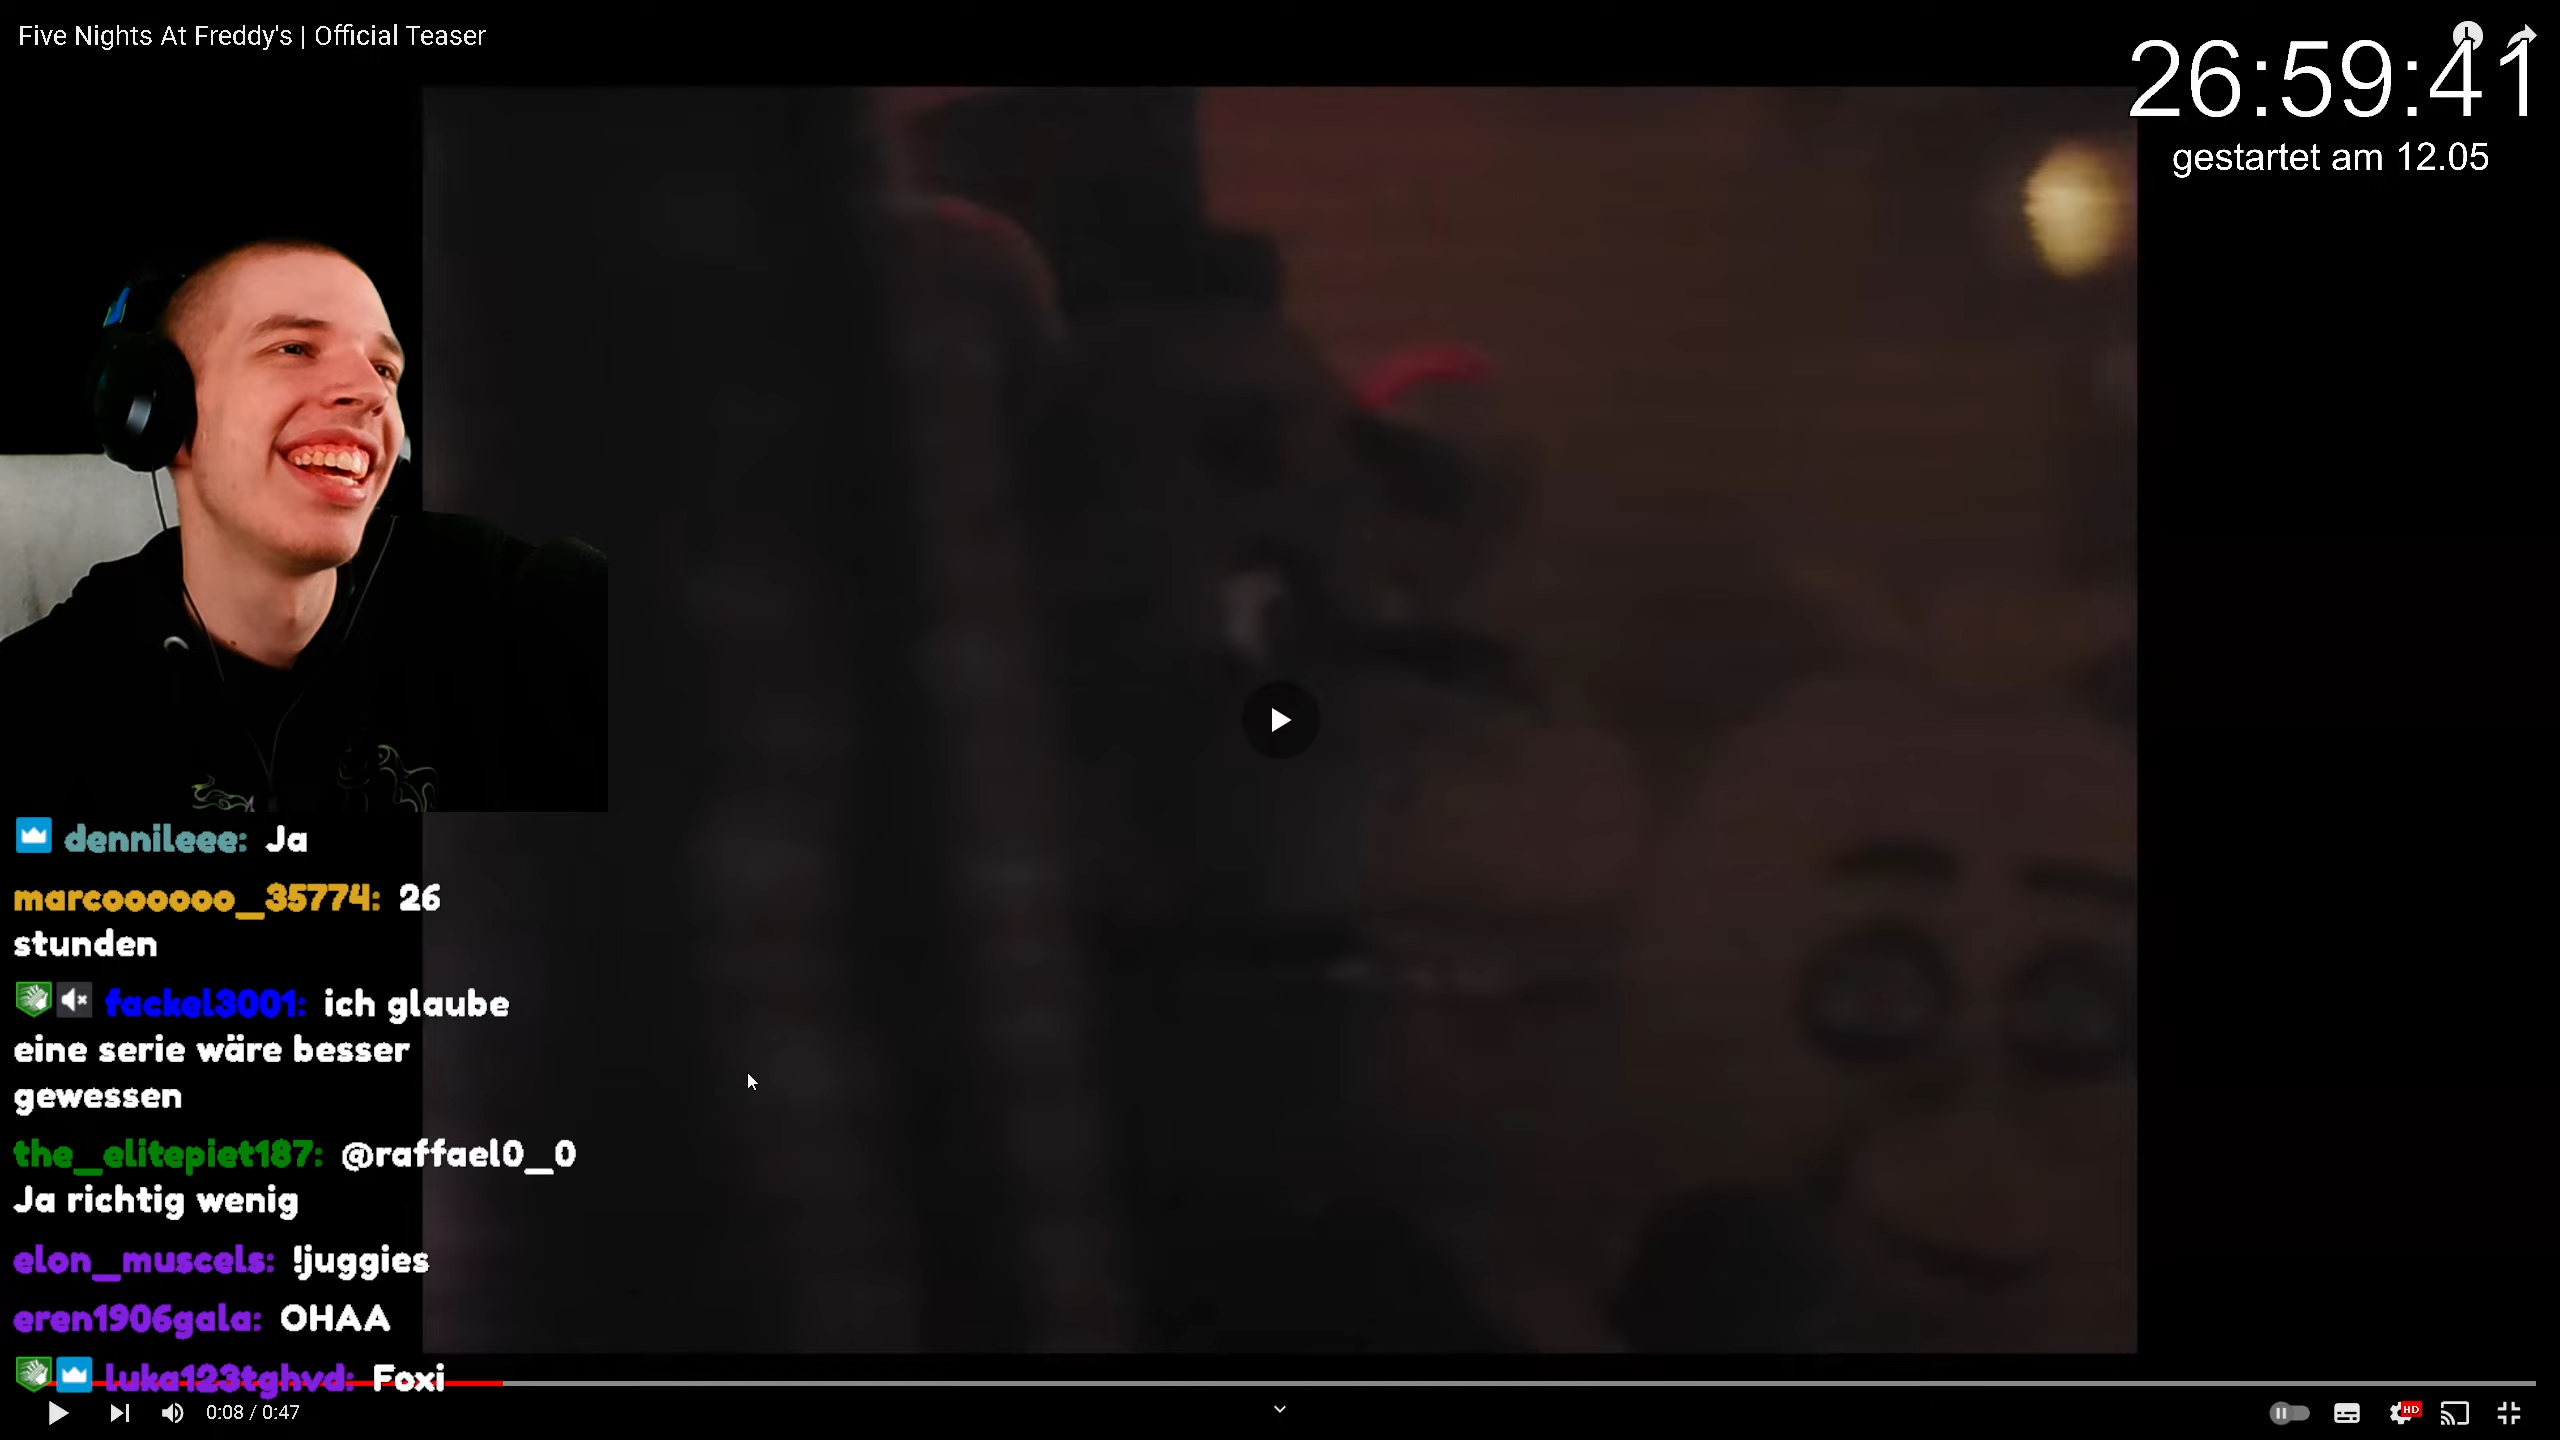 Five Nights At Freddy's | Official Teaser
26:59:41
gestartet am 12.05
dennileee: Ja
marcoooooo_35774: 26
stunden
fackel3001: ich glaube
eine serie wäre besser
gewessen
the_elitepiet187: @raffael0_0
Ja richtig wenig
elon_muscels: !juggies
eren1906gala: OHAA
luka123tghvd: Foxi
0:08 / 0:47
HD